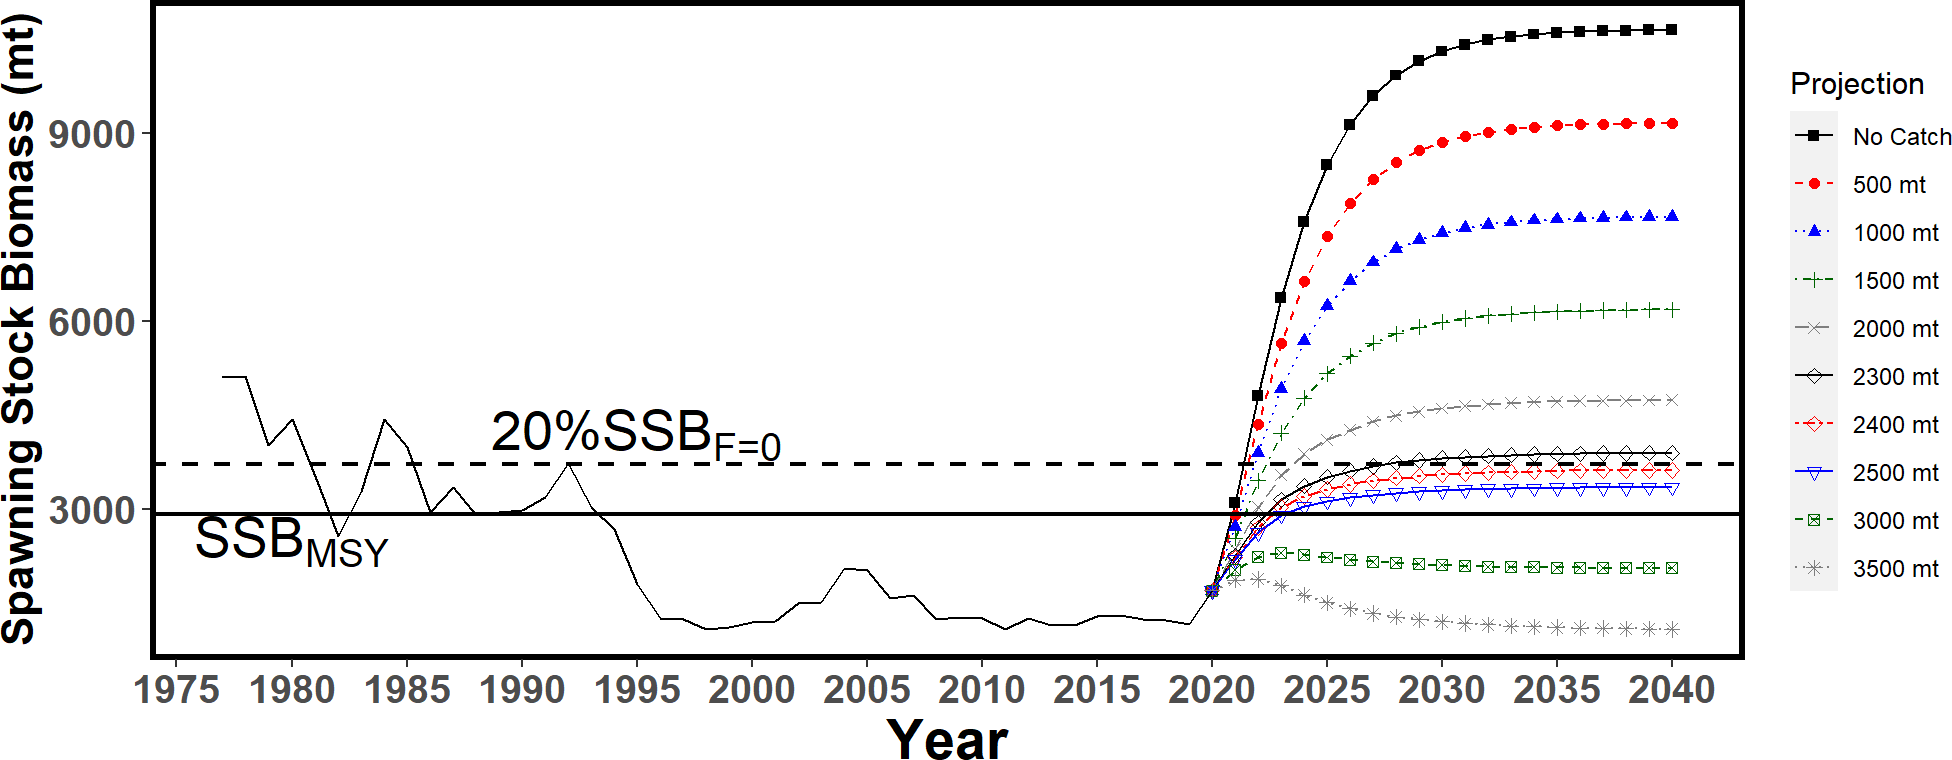 Spawning Stock Biomass (mt)
9000
6000
3000
20%SSBF=0
SSBMSY
1975 1980 1985 1990 1995 2000 2005 2010 2015 2020 2025 2030 2035 2040
Year
Projection
No Catch
500 mt
1000 mt
1500 mt
2000 mt
2300 mt
2400 mt
2500 mt
3000 mt
3500 mt